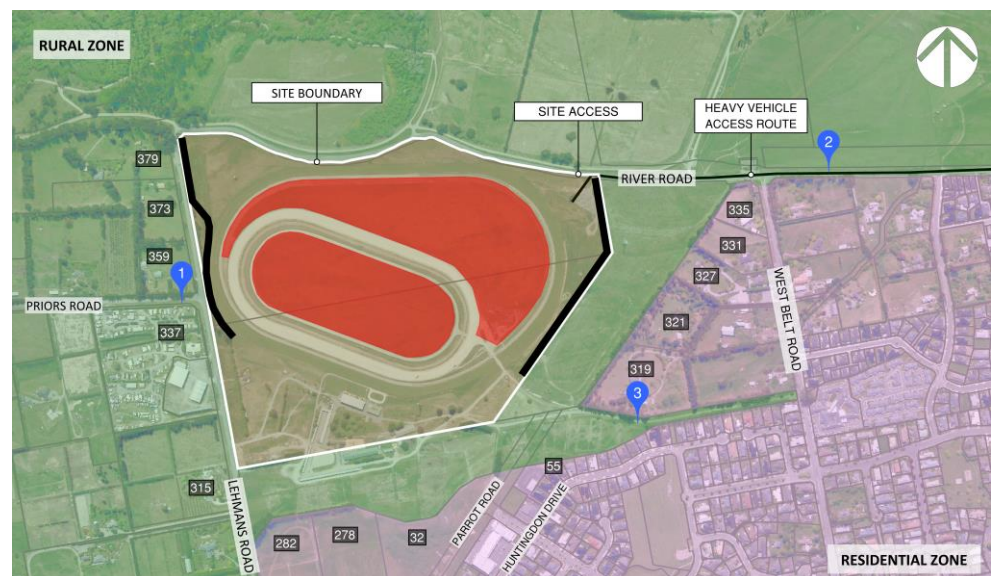 RURAL ZONE
SITE BOUNDARY
SITE ACCESS
HEAVY VEHICLE
ACCESS ROUTE
2
379
RIVER ROAD
373
335
331
359
327
1
PRIORS ROAD
337
321
WEST BELT ROAD
319
3
55
315
LEHMANS ROAD
PARROT ROAD
HUNTINGDON DRIVE
282
278
32
RESIDENTIAL ZONE